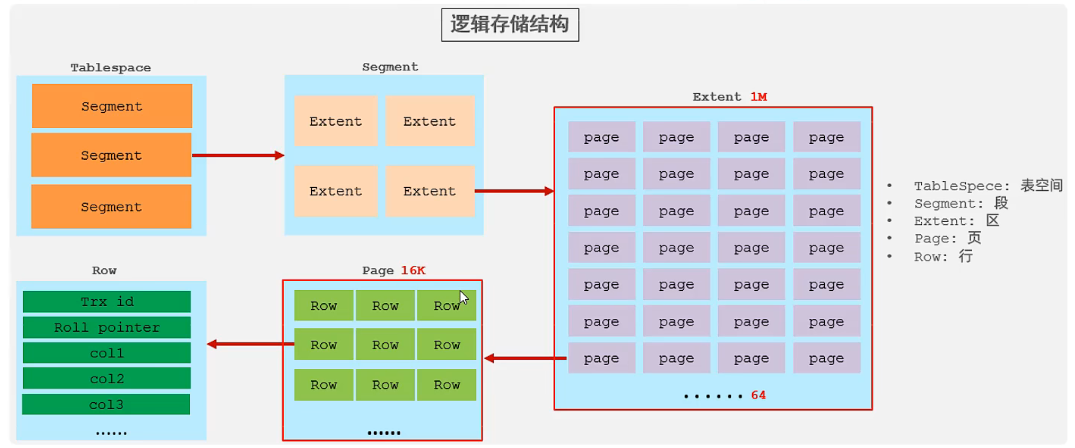 逻辑存储结构
Tablespace
Segment
Segment
Segment
Segment
Extent Extent
Extent Extent
Extent 1M
page page page page
page page page page
page page page page
page page page page
page page page page
page page page page
page page page page
······ 64
• TableSpece: 表空间
• Segment: 段
• Extent: 区
• Page: 页
• Row: 行
Row
Trx id
Roll pointer
col1
col2
col3
······
Page 16K
Row Row Row
Row Row Row
Row Row Row
······